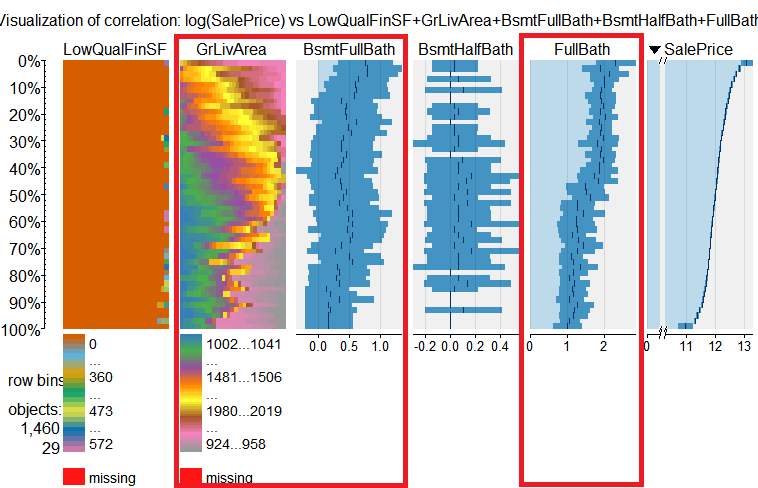 Visualization of correlation: log(SalePrice) vs LowQualFinSF+GrLivArea+BsmtFullBath+BsmtHalfBath+FullBath
LowQualFinSF GrLivArea BsmtFullBath BsmtHalfBath FullBath ▼ SalePrice
0%
10%
20%
30%
40%
50%
60%
70%
80%
90%
100%
0.0 0.5 1.0 -0.2 0.0 0.2 0.4 0 1 2 0 11 12 13
0 1002...1041
... ...
row bins: 360 1481...1506
... ...
objects: 473 1980...2019
1,460 ... ...
29 572 924...958
missing missing